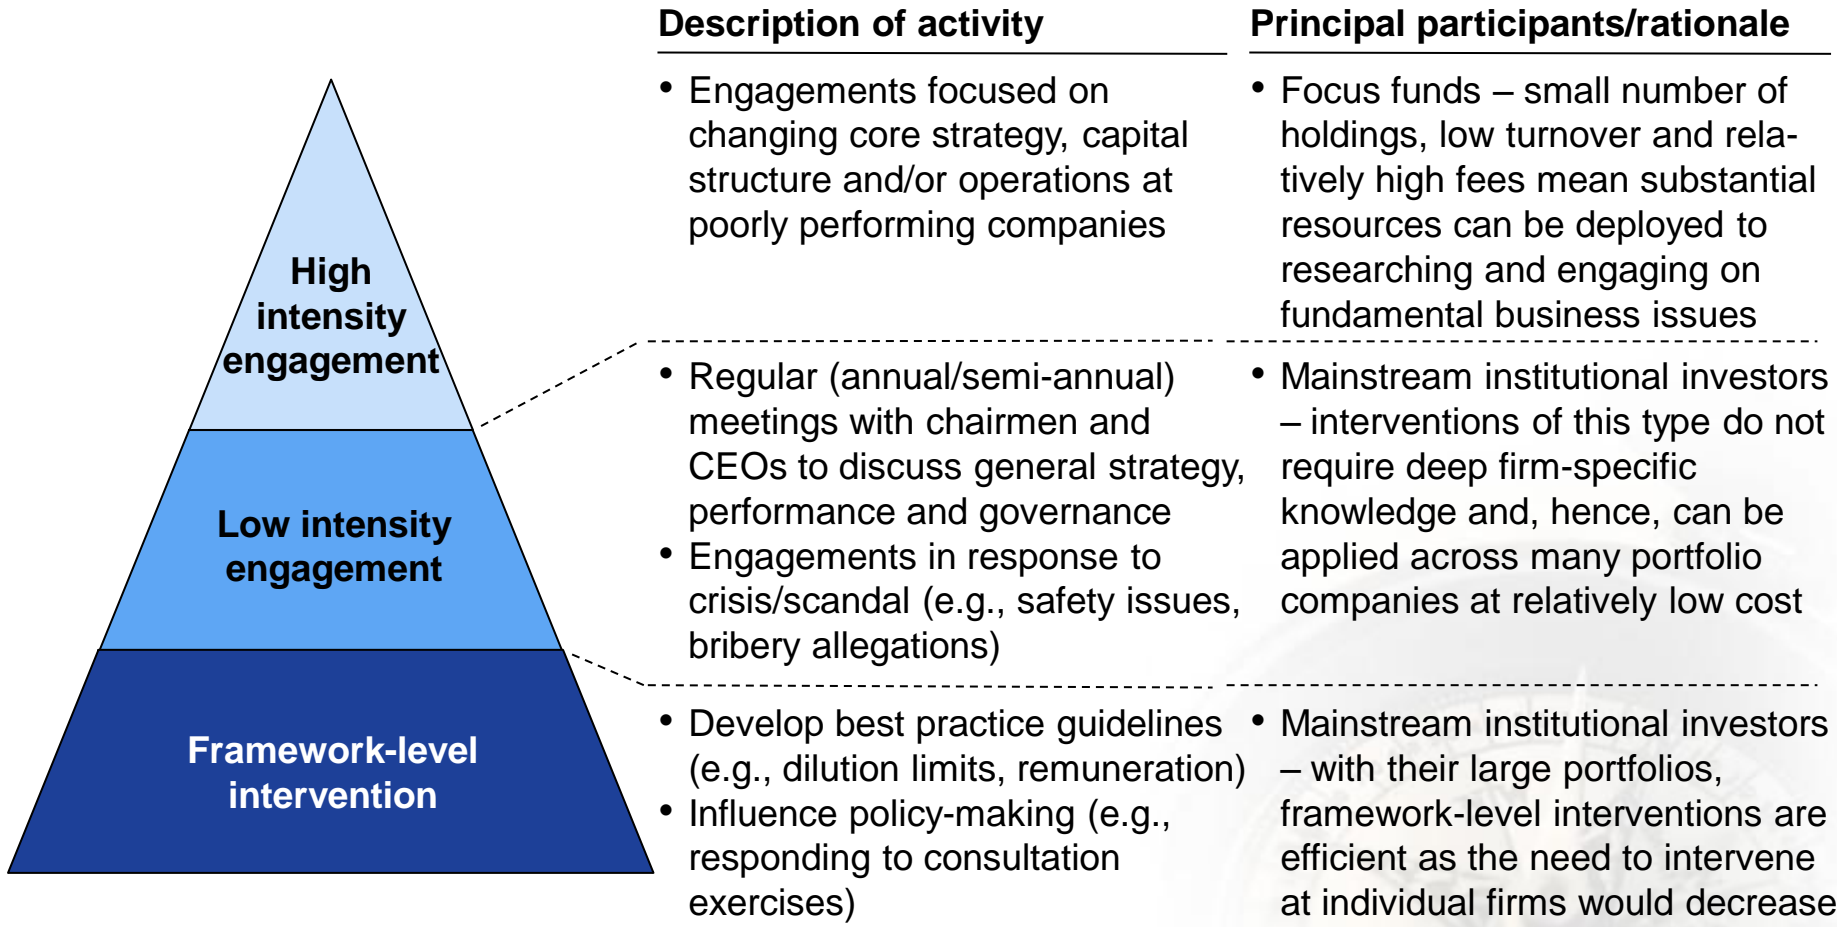 Description of activity
Principal participants/rationale
High
intensity
engagement
• Engagements focused on
changing core strategy, capital
structure and/or operations at
poorly performing companies
• Focus funds – small number of
holdings, low turnover and rela-
tively high fees mean substantial
resources can be deployed to
researching and engaging on
fundamental business issues
Low intensity
engagement
• Regular (annual/semi-annual)
meetings with chairmen and
CEOs to discuss general strategy,
performance and governance
• Engagements in response to
crisis/scandal (e.g., safety issues,
bribery allegations)
• Mainstream institutional investors
– interventions of this type do not
require deep firm-specific
knowledge and, hence, can be
applied across many portfolio
companies at relatively low cost
Framework-level
intervention
• Develop best practice guidelines
(e.g., dilution limits, remuneration)
• Influence policy-making (e.g.,
responding to consultation
exercises)
• Mainstream institutional investors
– with their large portfolios,
framework-level interventions are
efficient as the need to intervene
at individual firms would decrease